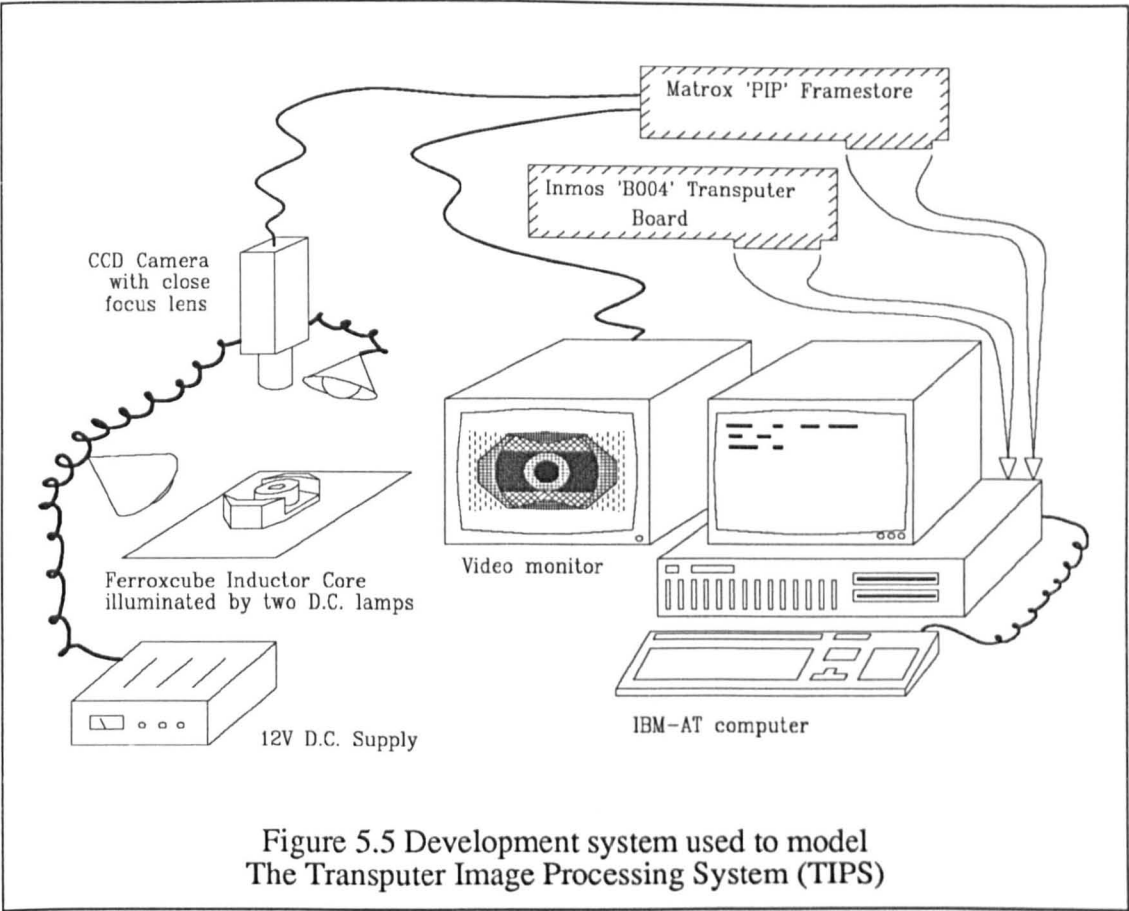 Matrox 'PIP' Framestore
Inmos 'B004' Transputer
Board
CCD Camera
with close
focus lens
Video monitor
Ferroxcube Inductor Core
illuminated by two D.C. lamps
IBM-AT computer
12V D.C. Supply
Figure 5.5 Development system used to model
The Transputer Image Processing System (TIPS)